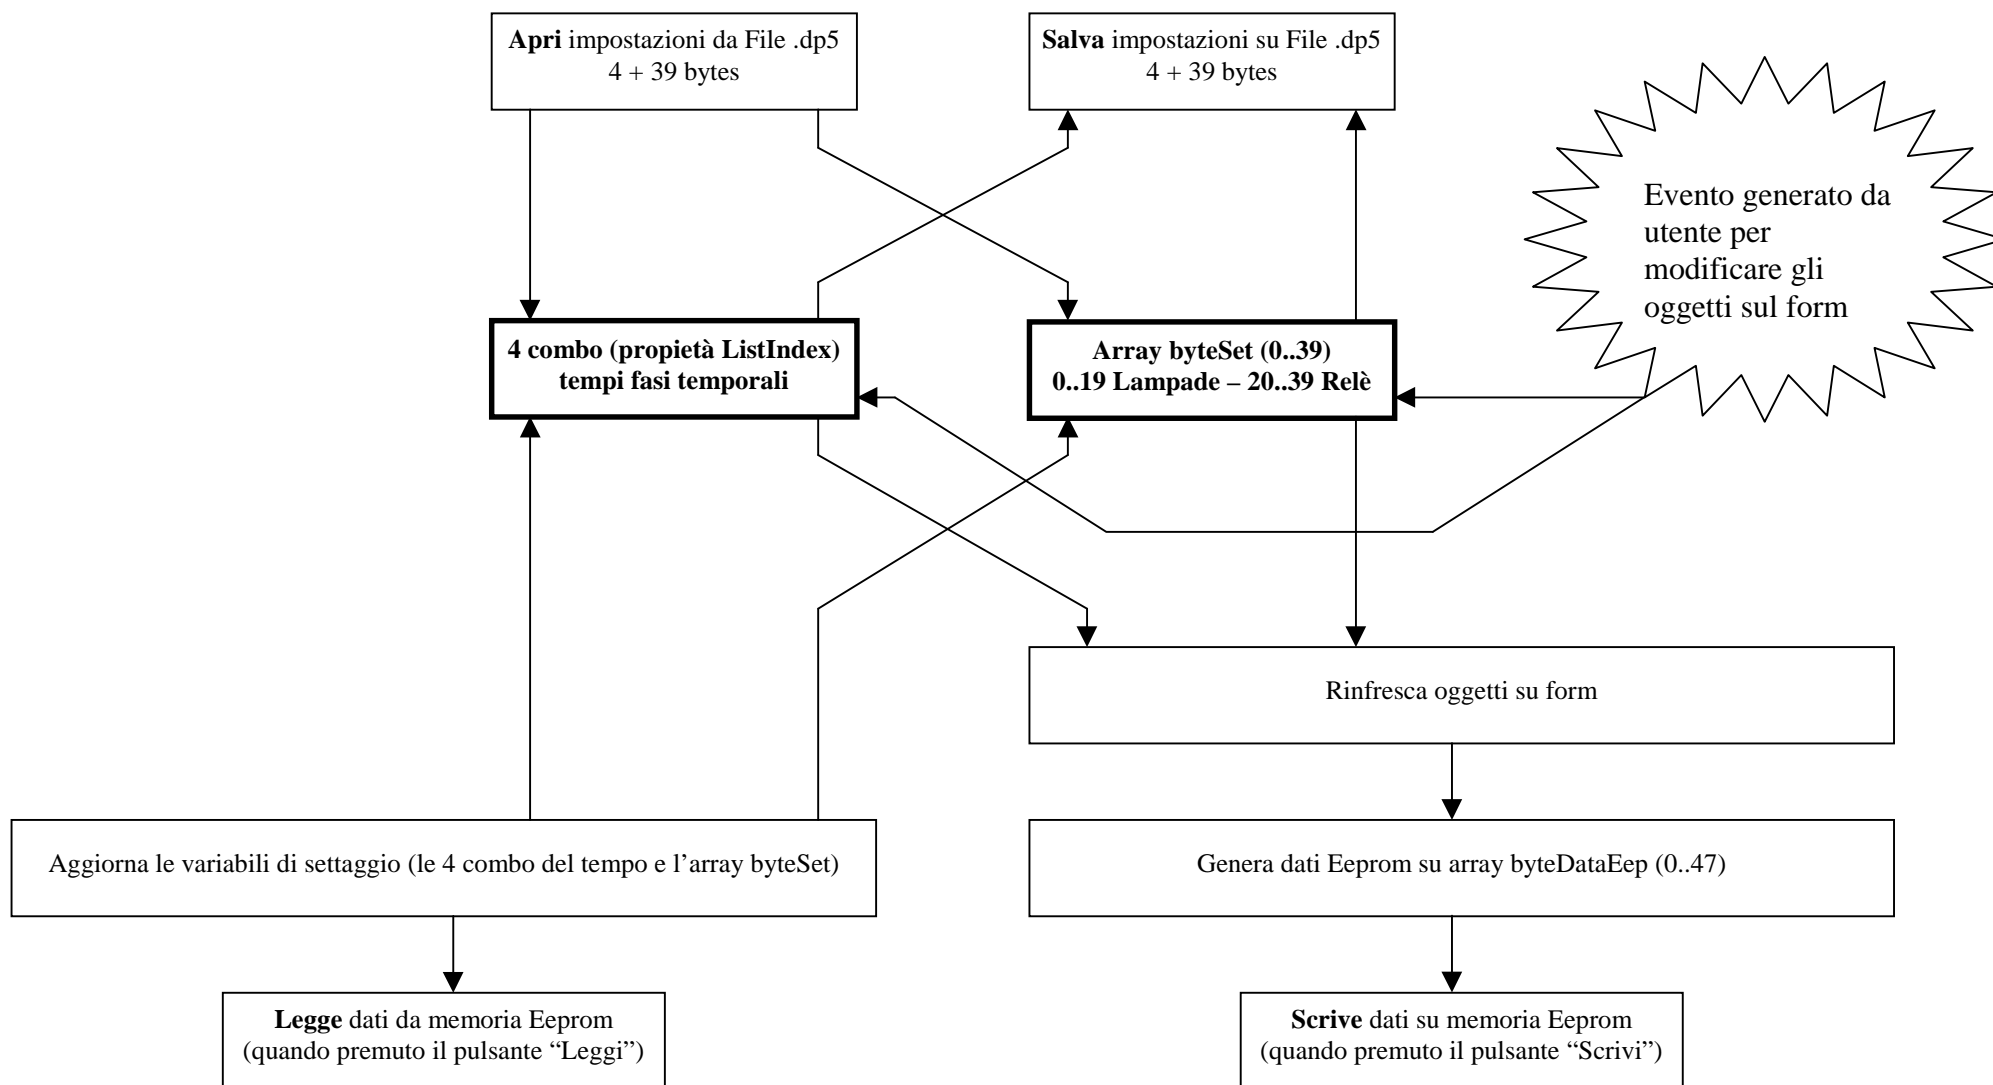 Apri impostazioni da File .dp5
4 + 39 bytes
Salva impostazioni su File .dp5
4 + 39 bytes
Evento generato da
utente per
modificare gli
oggetti sul form
4 combo (propietà ListIndex)
tempi fasi temporali
Array byteSet (0..39)
0..19 Lampade – 20..39 Relè
Rinfresca oggetti su form
Aggiorna le variabili di settaggio (le 4 combo del tempo e l’array byteSet)
Genera dati Eeprom su array byteDataEep (0..47)
Legge dati da memoria Eeprom
(quando premuto il pulsante “Leggi”)
Scrive dati su memoria Eeprom
(quando premuto il pulsante “Scrivi”)